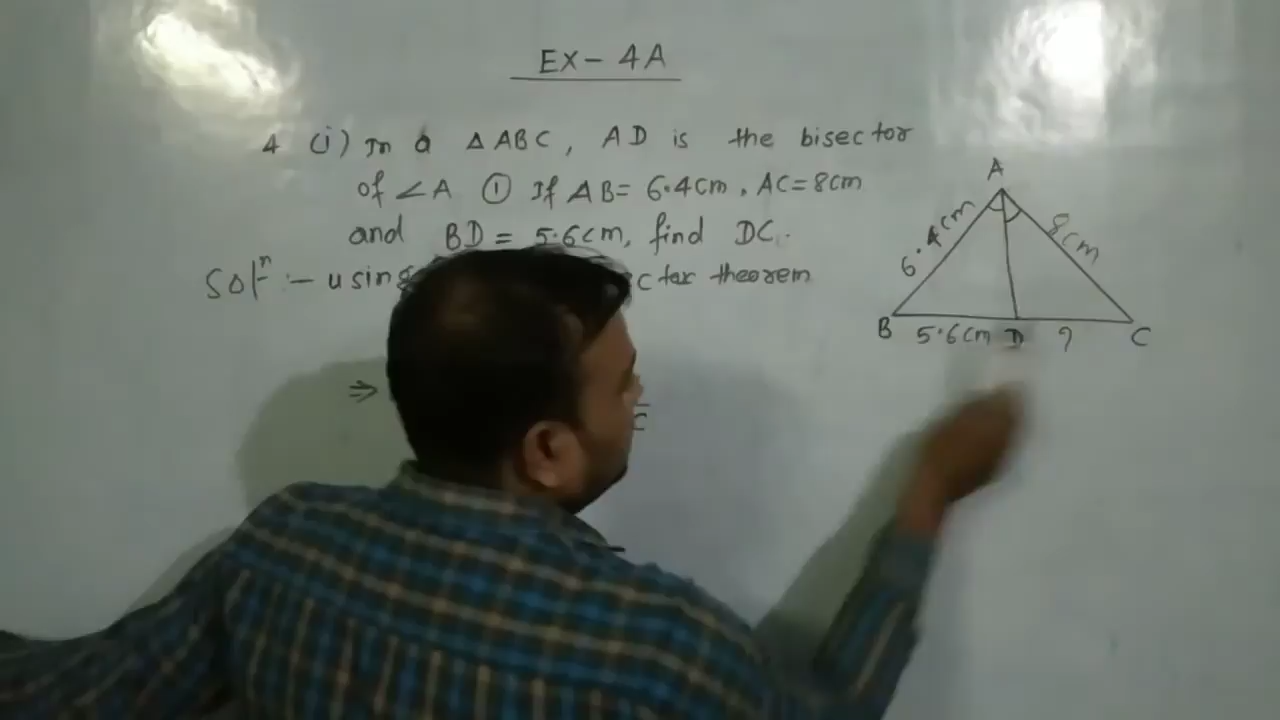 EX - 4A
4 (i) In a △ABC, AD is the bisector
of ∠A ① If AB = 6.4cm, AC = 8cm
and BD = 5.6cm, find DC.
Solⁿ :- using theorem
⇒
C
A
6.4cm
8cm
B 5.6cm D ? C